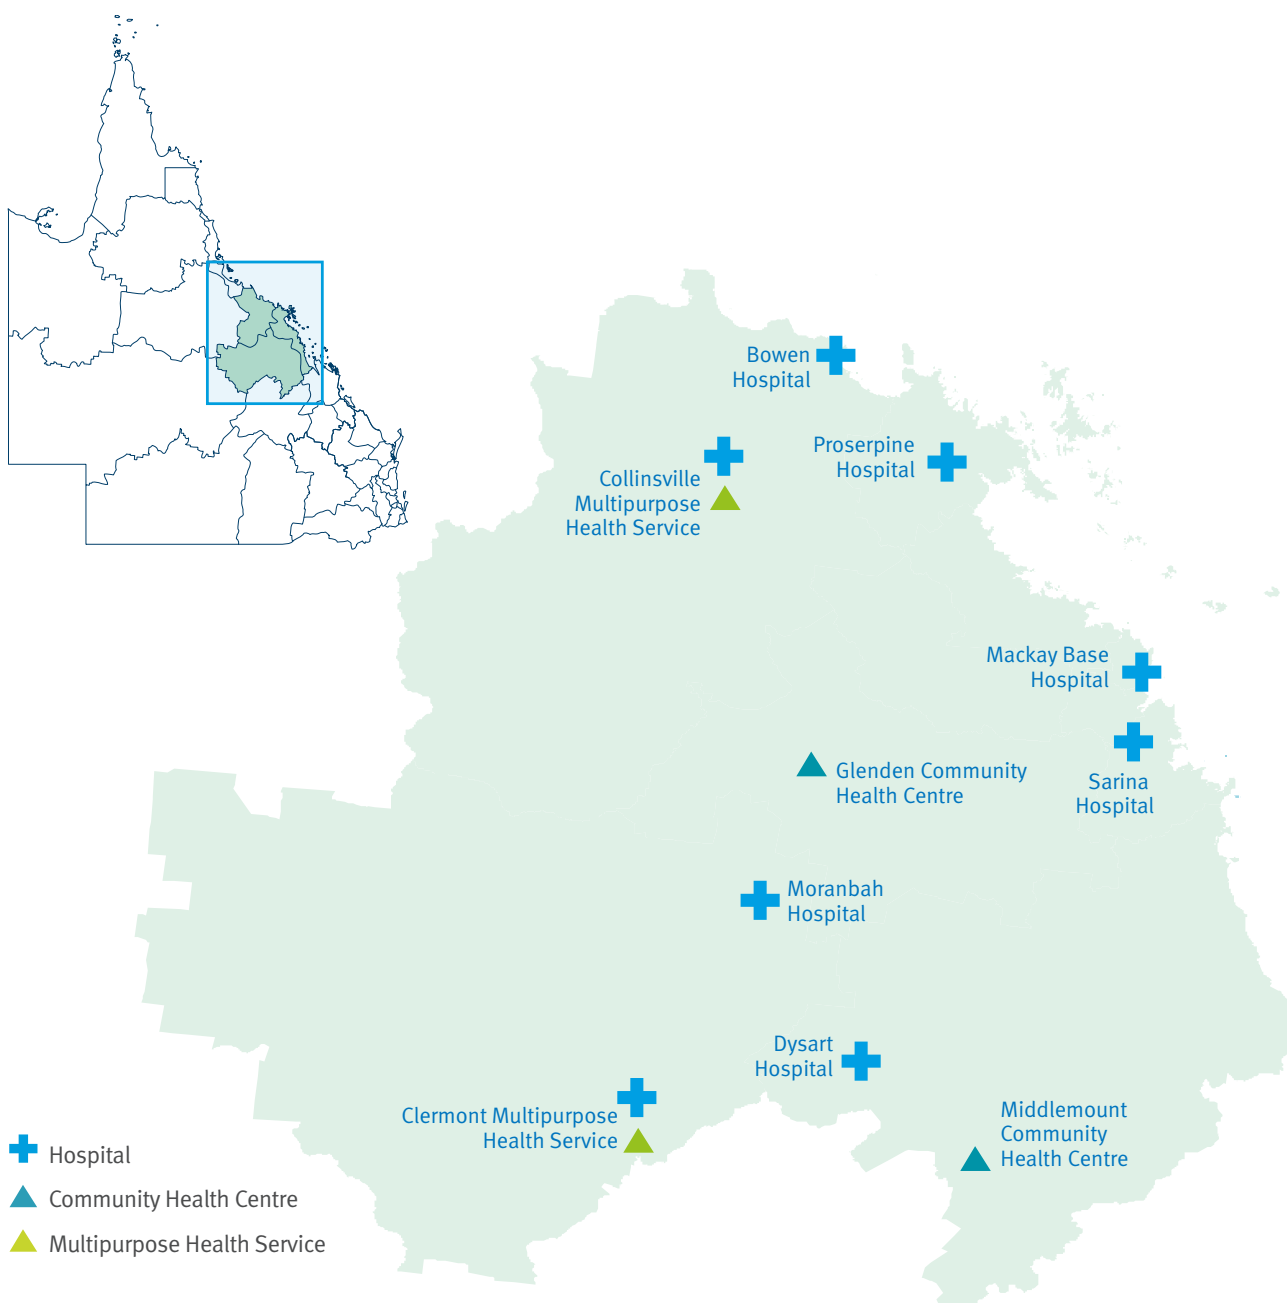 Bowen
Hospital
Proserpine
Hospital
Collinsville
Multipurpose
Health Service
Mackay Base
Hospital
Glenden Community
Health Centre
Sarina
Hospital
Moranbah
Hospital
Dysart
Hospital
Clermont Multipurpose
Health Service
Middlemount
Community
Health Centre
Hospital
Community Health Centre
Multipurpose Health Service